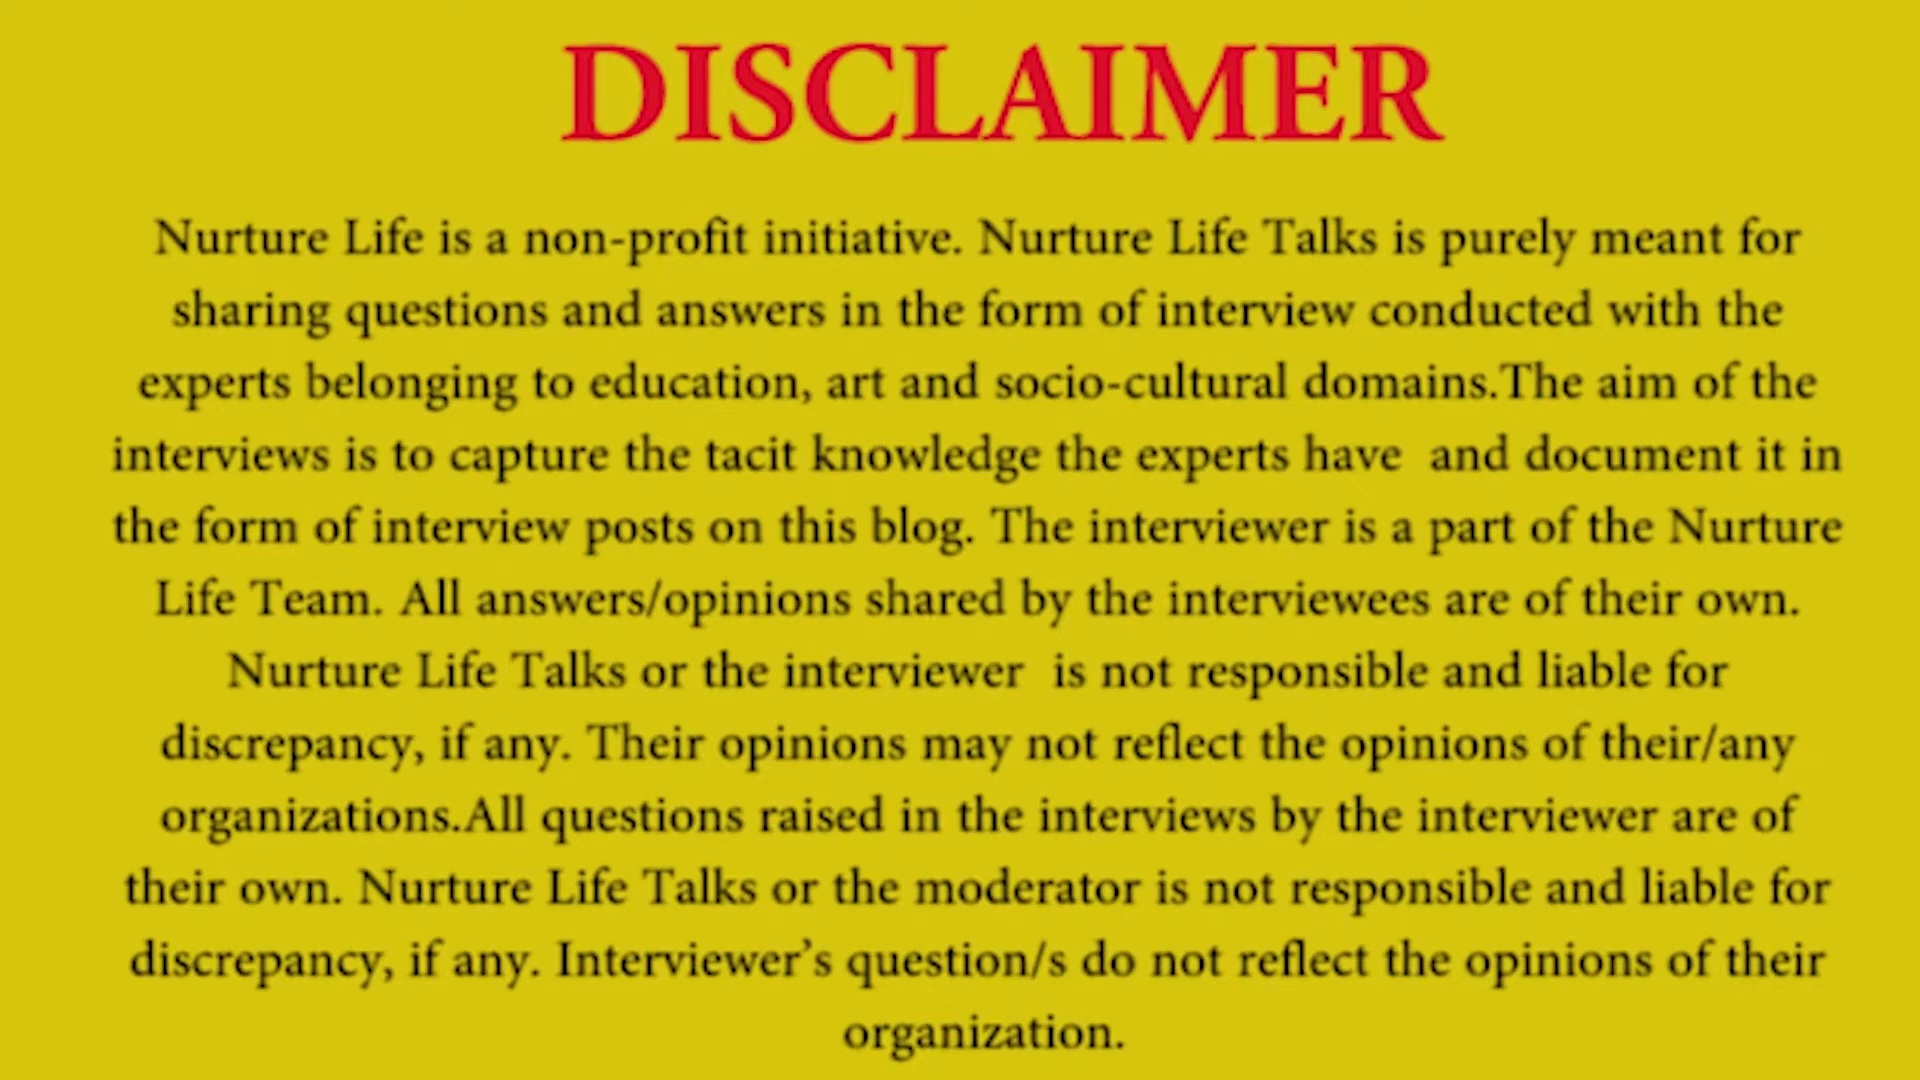 DISCLAIMER
Nurture Life is a non-profit initiative. Nurture Life Talks is purely meant for
sharing questions and answers in the form of interview conducted with the
experts belonging to education, art and socio-cultural domains.The aim of the
interviews is to capture the tacit knowledge the experts have  and document it in
the form of interview posts on this blog. The interviewer is a part of the Nurture
Life Team. All answers/opinions shared by the interviewees are of their own.
Nurture Life Talks or the interviewer  is not responsible and liable for
discrepancy, if any. Their opinions may not reflect the opinions of their/any
organizations.All questions raised in the interviews by the interviewer are of
their own. Nurture Life Talks or the moderator is not responsible and liable for
discrepancy, if any. Interviewer’s question/s do not reflect the opinions of their
organization.